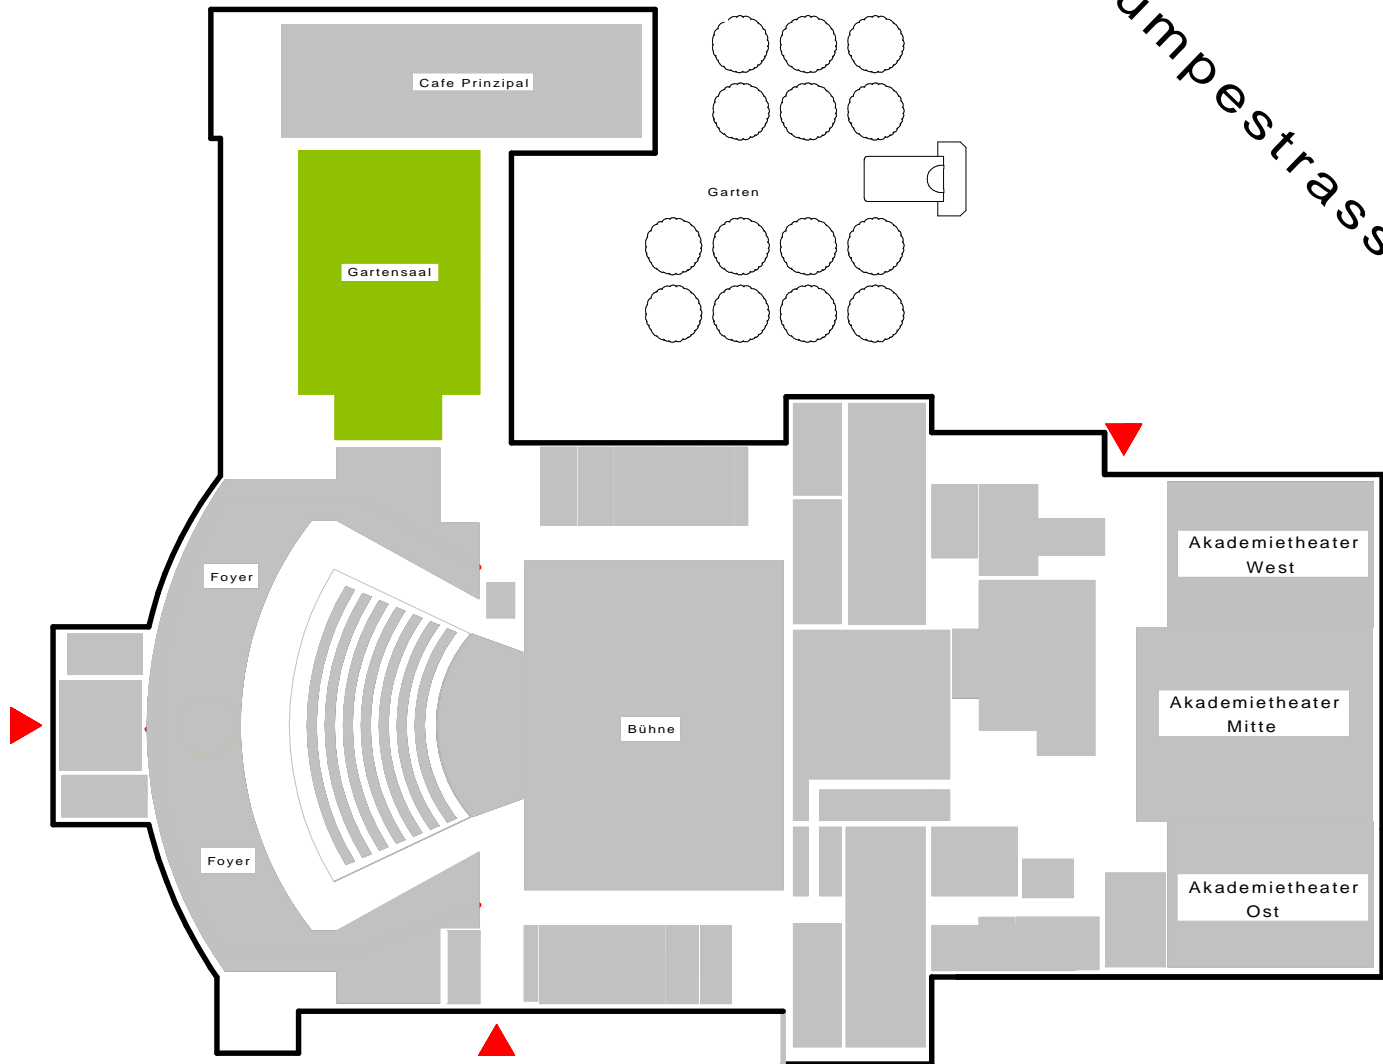 umpestrass
Cafe Prinzipal
Garten
Gartensaal
Akademietheater
West
Foyer
Akademietheater
Mitte
Bühne
Foyer
Akademietheater
Ost